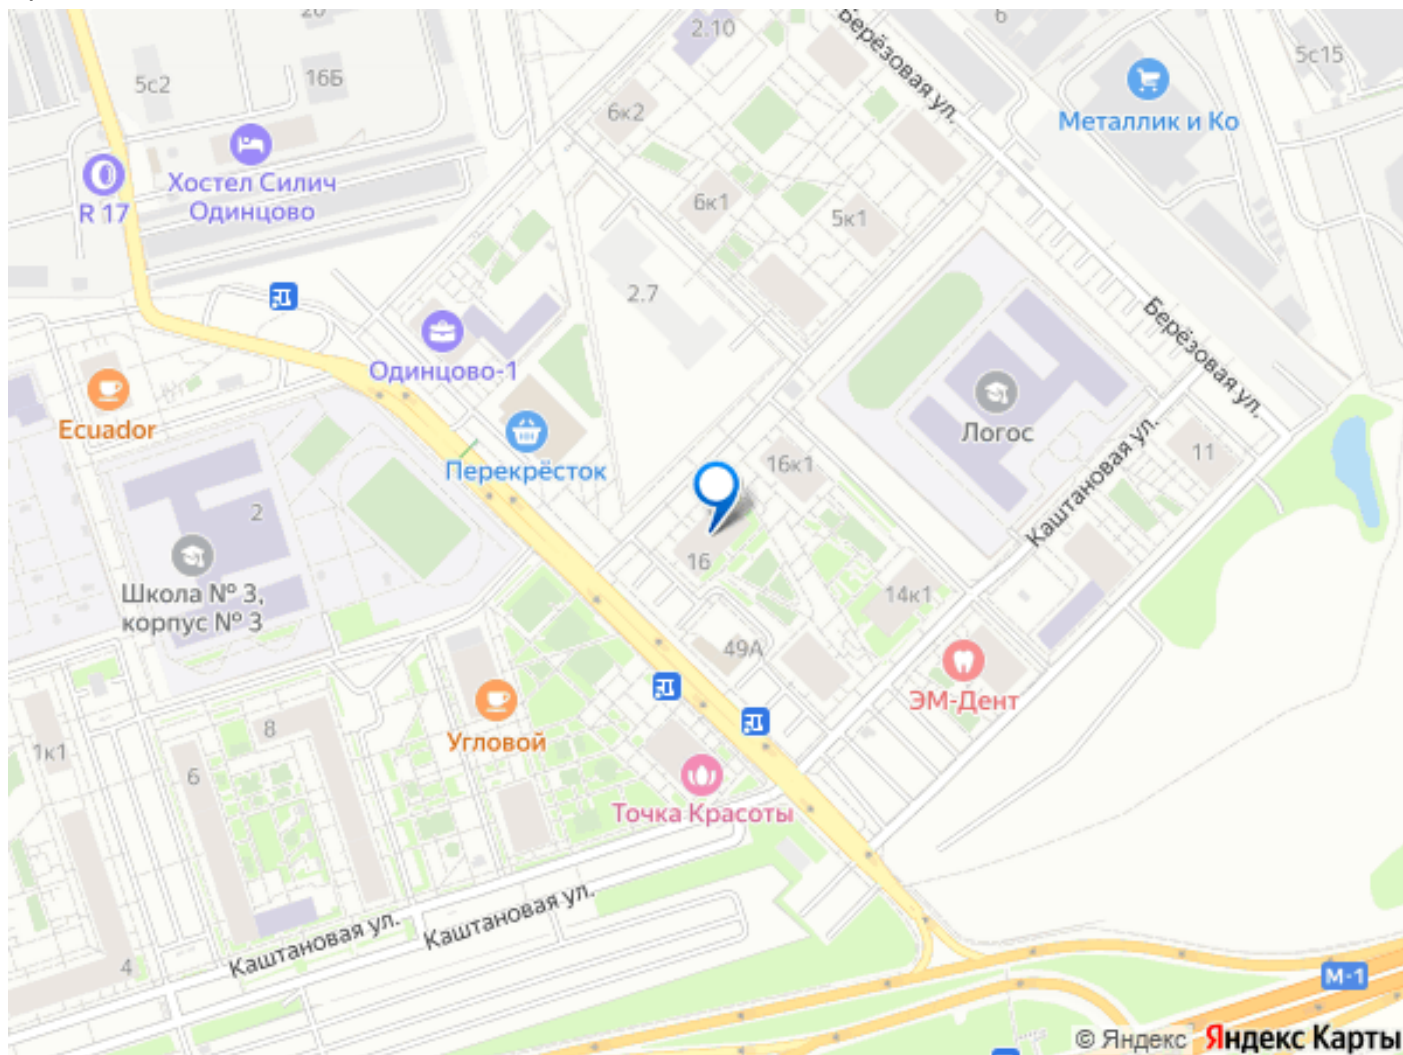 20
2.10
6
Берёзовая ул.
5с2
16Б
6к2
5с15
Металлик и Ко
R 17
Хостел Силич
Одинцово
6к1
5к1
2.7
Берёзовая ул.
Одинцово-1
Ecuador
Логос
Перекрёсток
16к1
11
Каштановая ул.
2
16
Школа № 3,
корпус № 3
14к1
49А
ЭМ-Дент
8
Угловой
1к1
6
Точка Красоты
Каштановая ул.
Каштановая ул.
4
М-1
© Яндекс Яндекс Карты